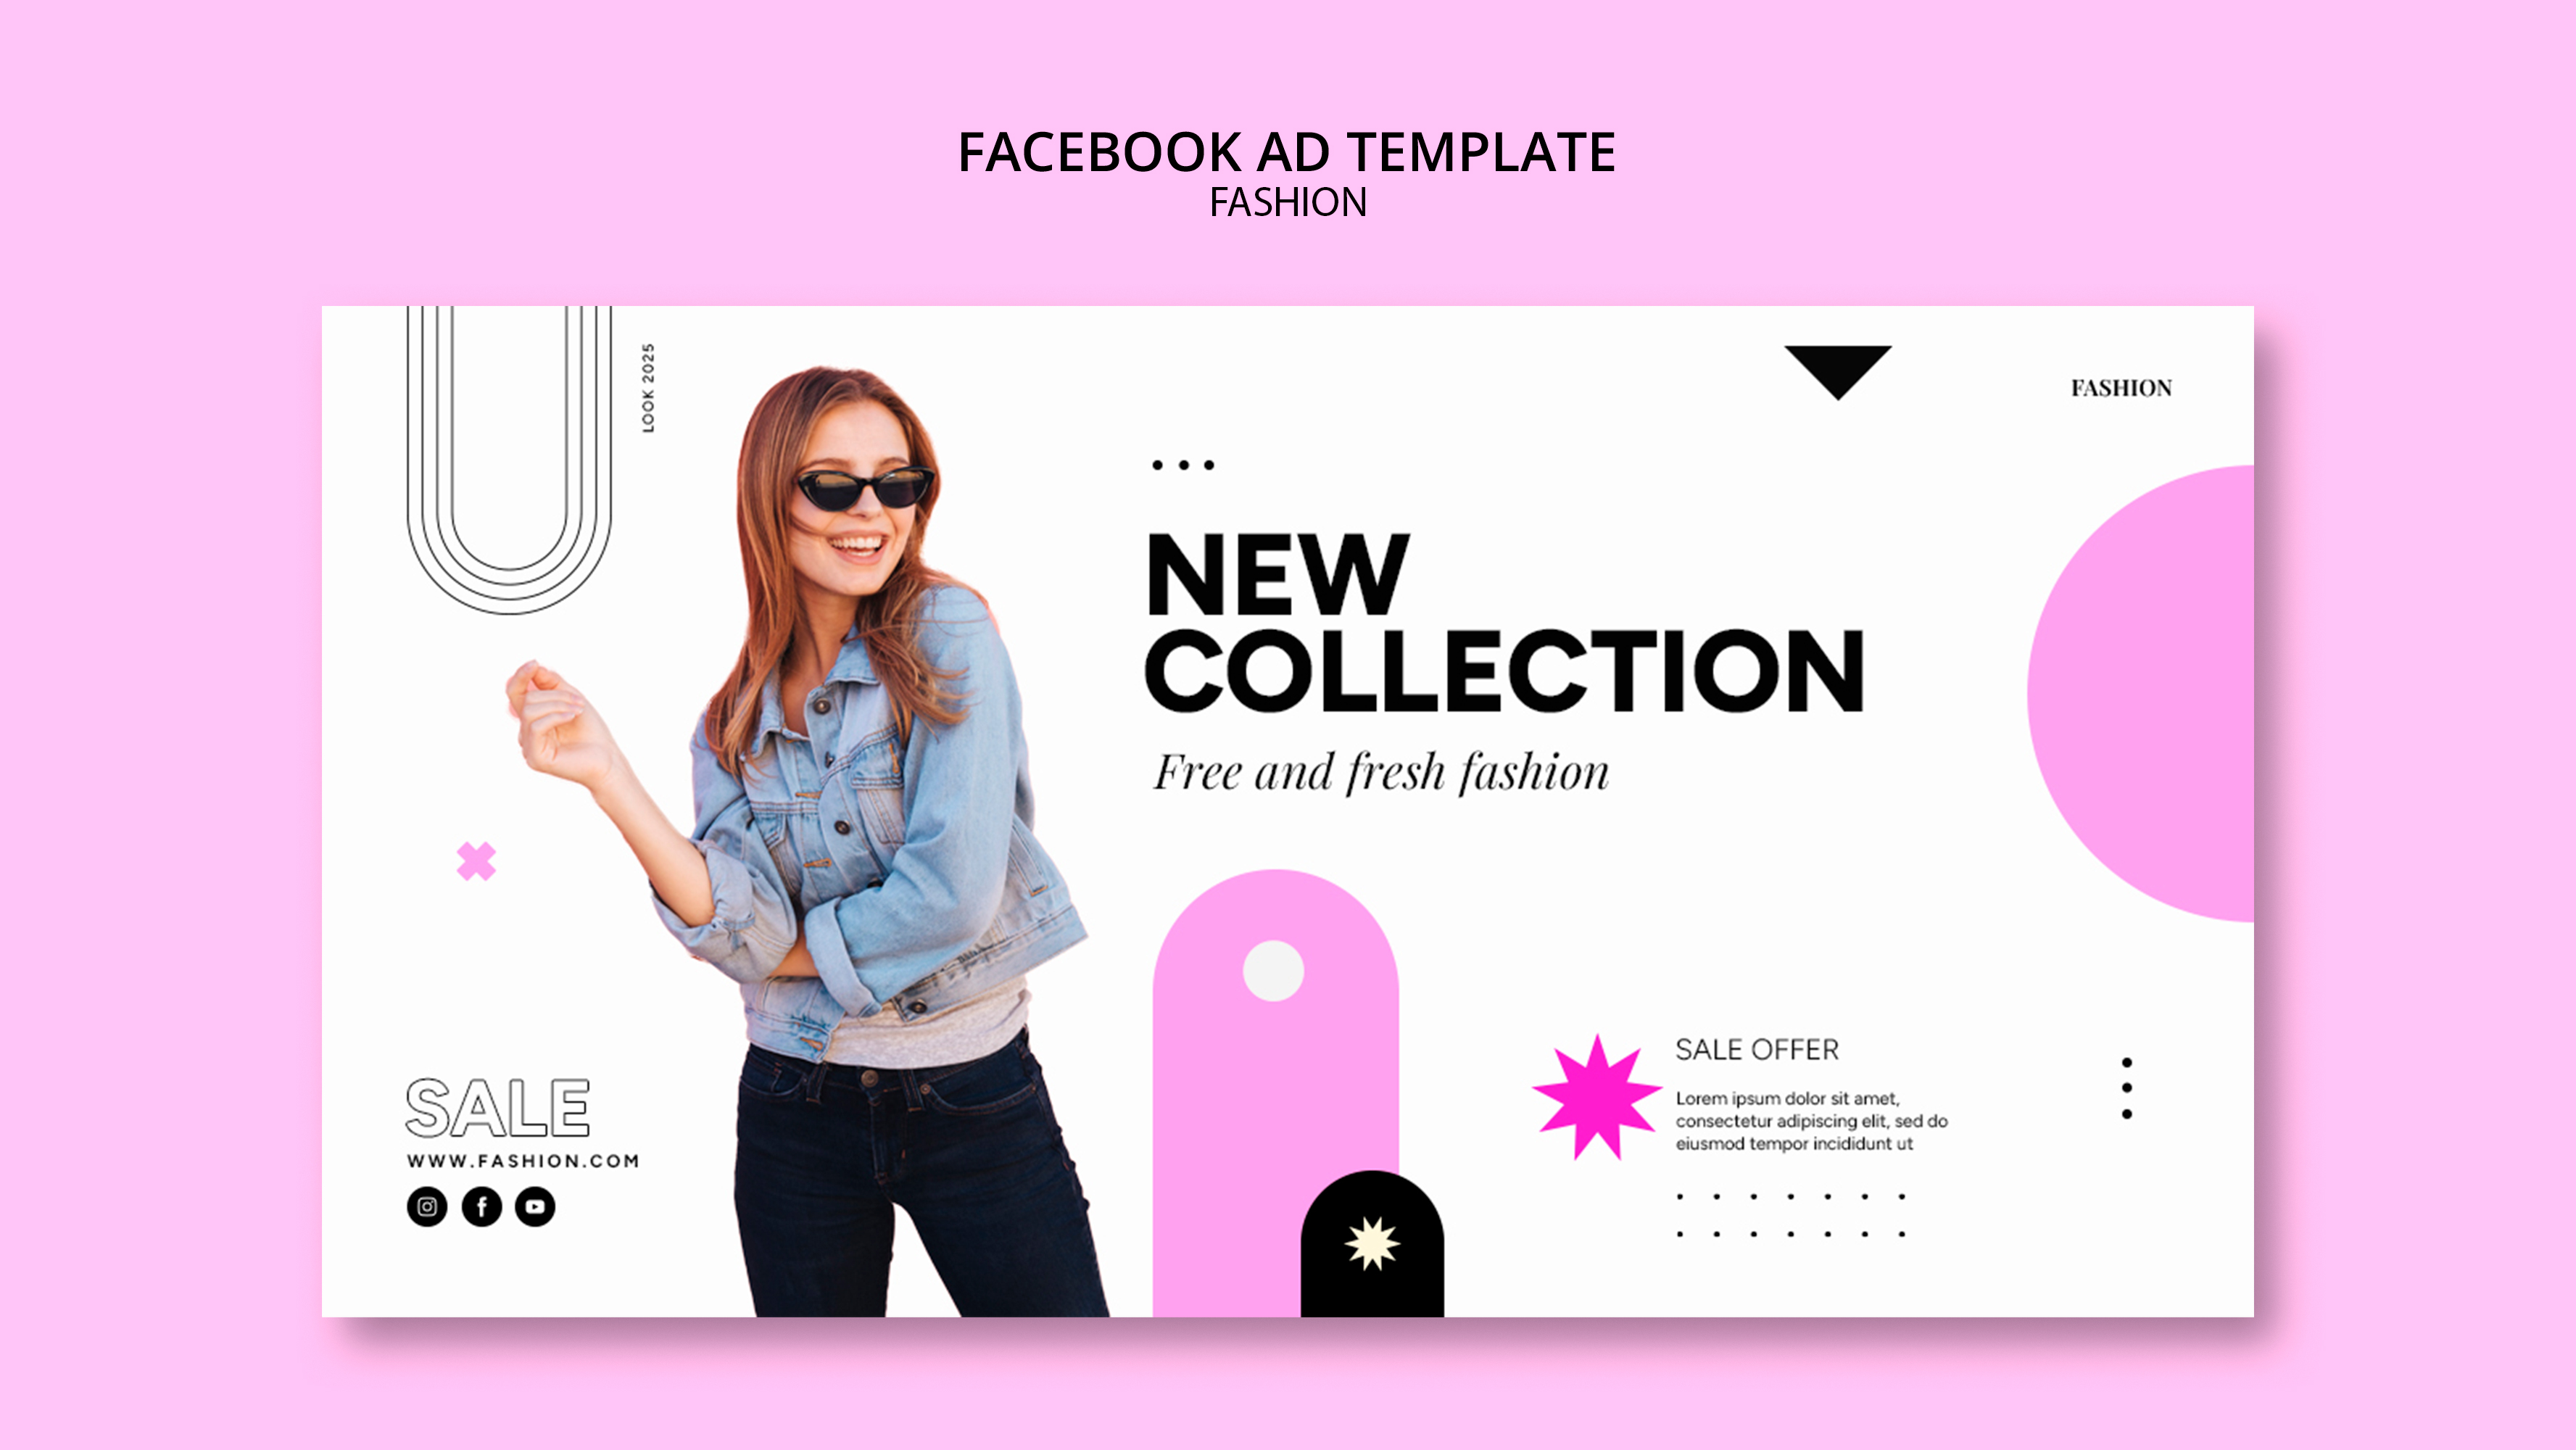 FACEBOOK AD TEMPLATE
FASHION
LOOK 2025
FASHION
NEW
COLLECTION
Free and fresh fashion
SALE
WWW.FASHION.COM
SALE OFFER
Lorem ipsum dolor sit amet,
consectetur adipiscing elit, sed do
eiusmod tempor incididunt ut